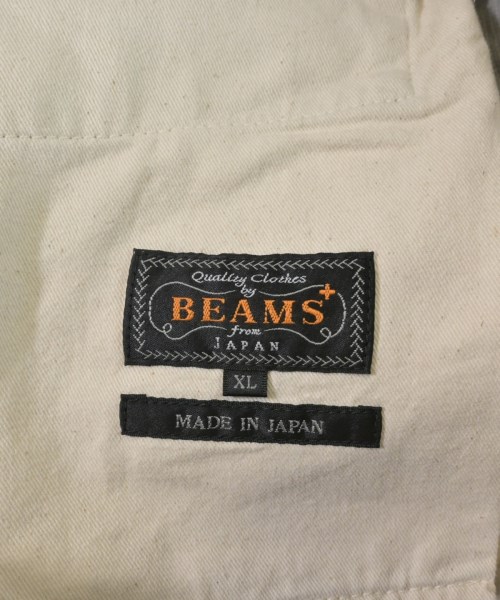 Quality Clothes
by
BEAMS+
from
JAPAN
XL
MADE IN JAPAN